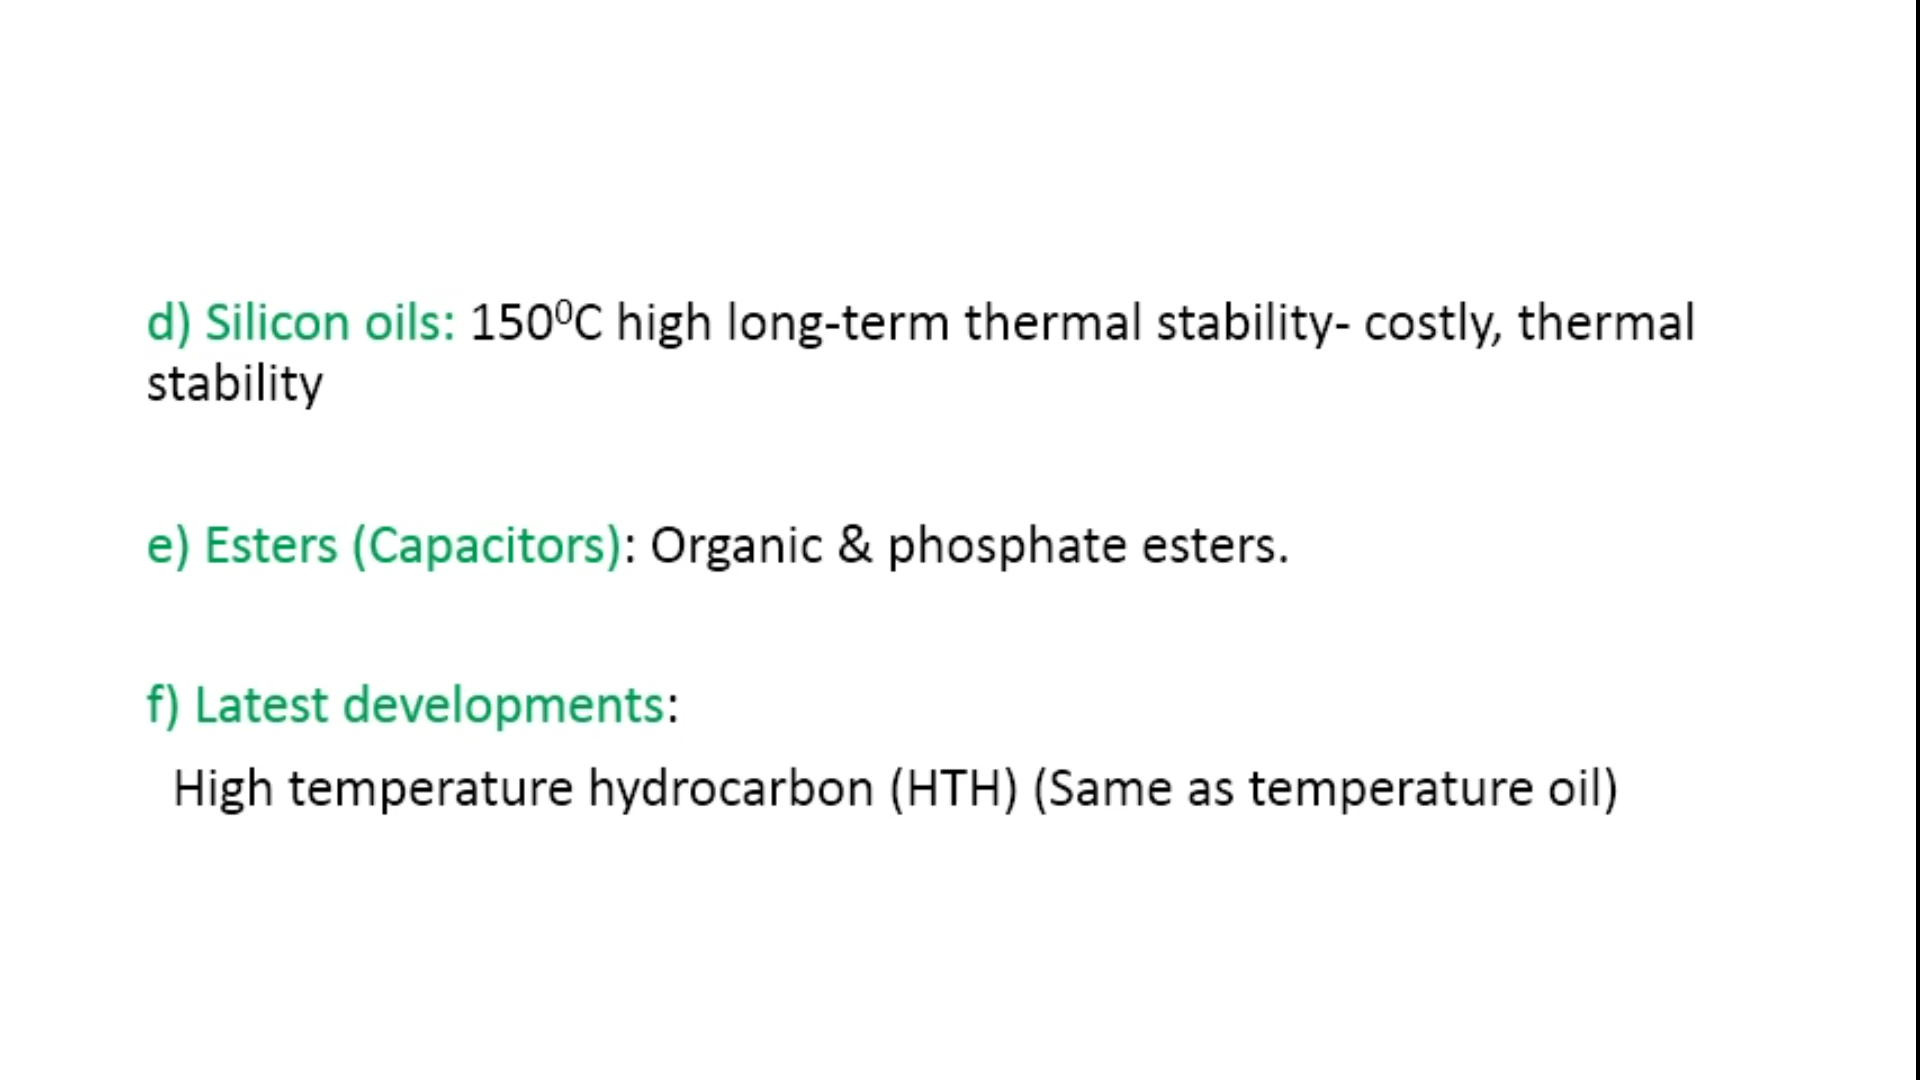 d) Silicon oils: 150⁰C high long-term thermal stability- costly, thermal
stability
e) Esters (Capacitors): Organic & phosphate esters.
f) Latest developments:
High temperature hydrocarbon (HTH) (Same as temperature oil)